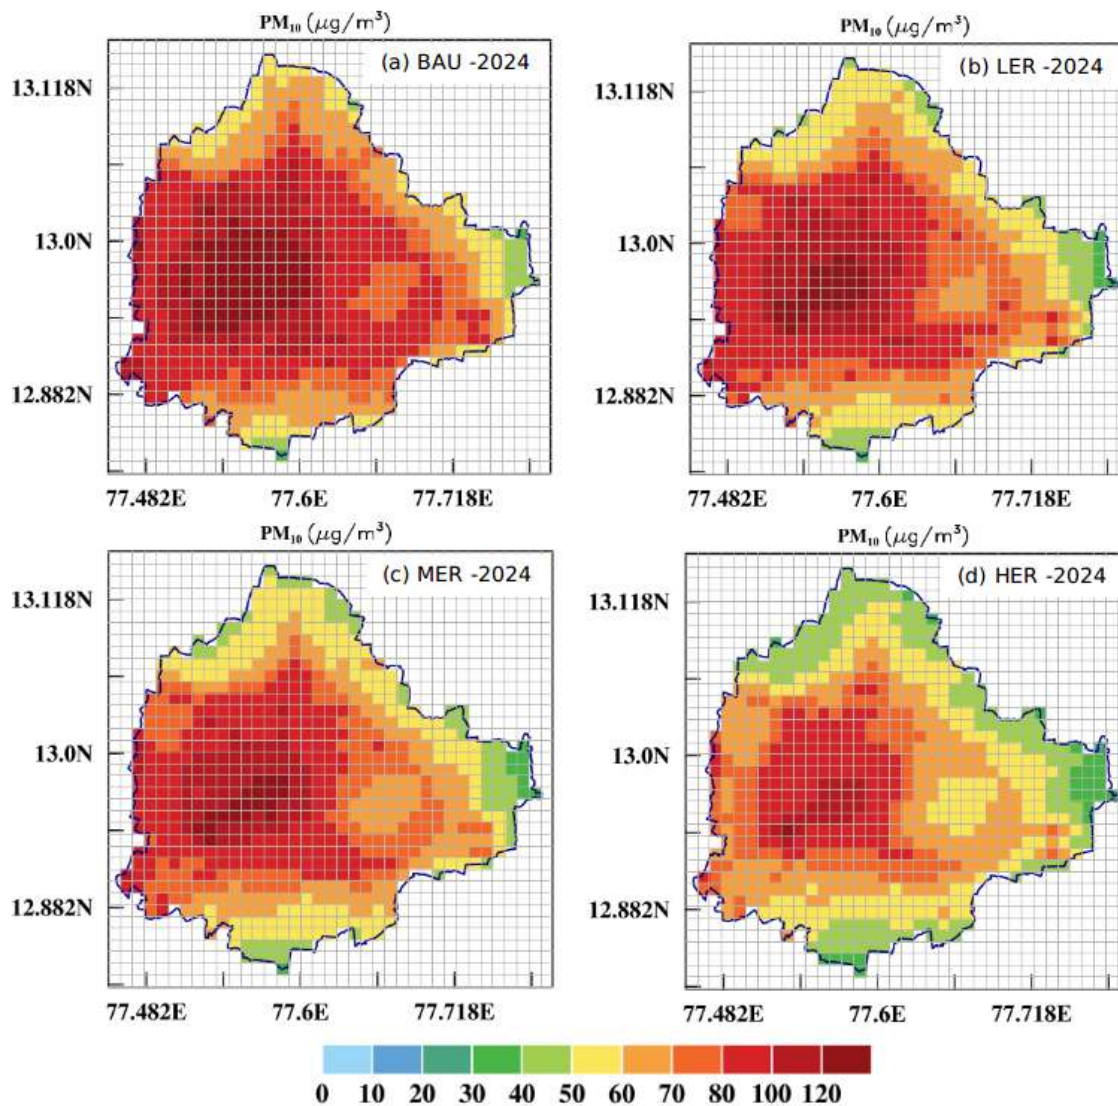 PM₁₀ (μg/m³)
(a) BAU -2024
13.118N
13.0N
12.882N
77.482E 77.6E 77.718E
PM₁₀ (μg/m³)
(b) LER -2024
13.118N
13.0N
12.882N
77.482E 77.6E 77.718E
PM₁₀ (μg/m³)
(c) MER -2024
13.118N
13.0N
12.882N
77.482E 77.6E 77.718E
PM₁₀ (μg/m³)
(d) HER -2024
13.118N
13.0N
12.882N
77.482E 77.6E 77.718E
0 10 20 30 40 50 60 70 80 100 120